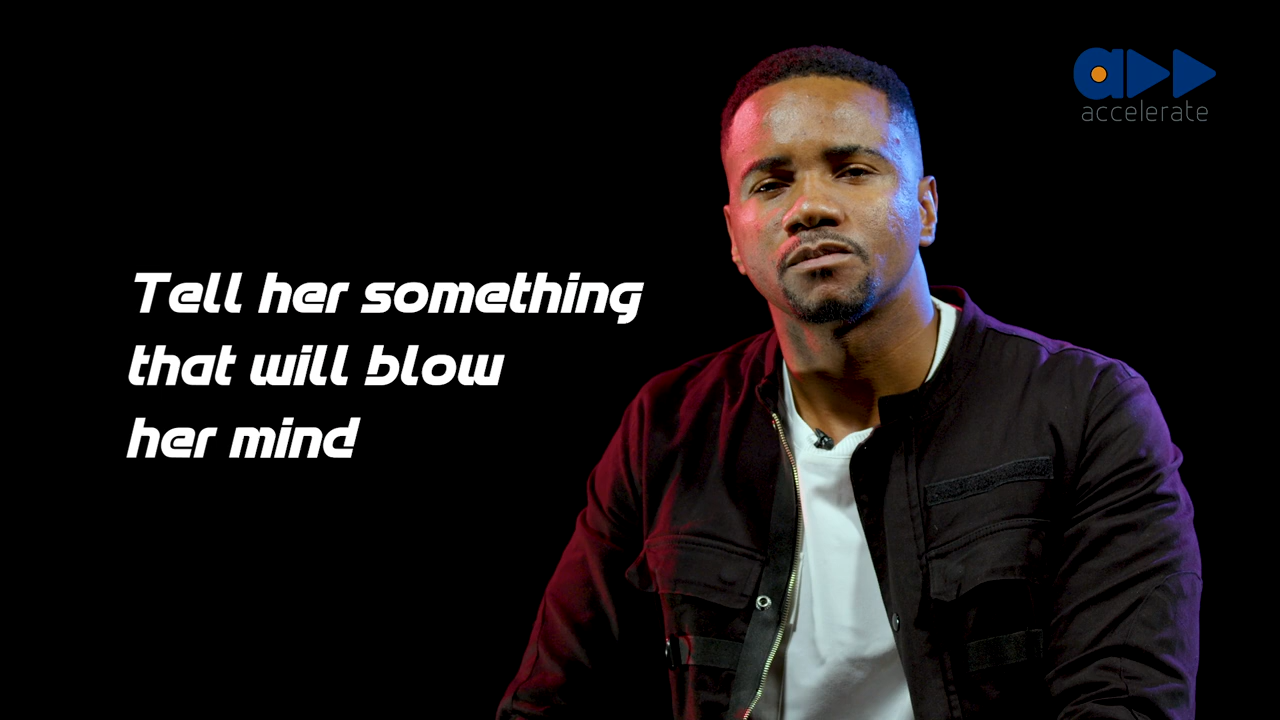 Tell her something
that will blow
her mind
accelerate